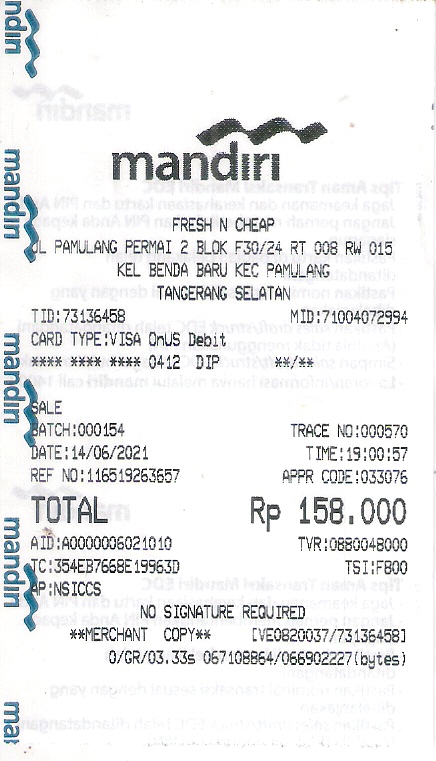 mandiri
FRESH N CHEAP
JL PAMULANG PERMAI 2 BLOK F30/24 RT 008 RW 015
KEL BENDA BARU KEC PAMULANG
TANGERANG SELATAN
TID:73136458 MID:71004072994
CARD TYPE:VISA OnUS Debit
**** **** **** 0412 DIP **/**
SALE
BATCH:000154 TRACE NO:000570
DATE:14/06/2021 TIME:19:00:57
REF NO:116519263657 APPR CODE:033076
TOTAL Rp 158.000
AID:A0000006021010 TVR:0880048000
TC:354EB7668E19963D TSI:F800
AP:NSICCS
NO SIGNATURE REQUIRED
**MERCHANT COPY** [VE0820037/73136458]
0/GR/03.33s 067108864/066902227(bytes)
mandiri
mandiri
mandiri
mandiri